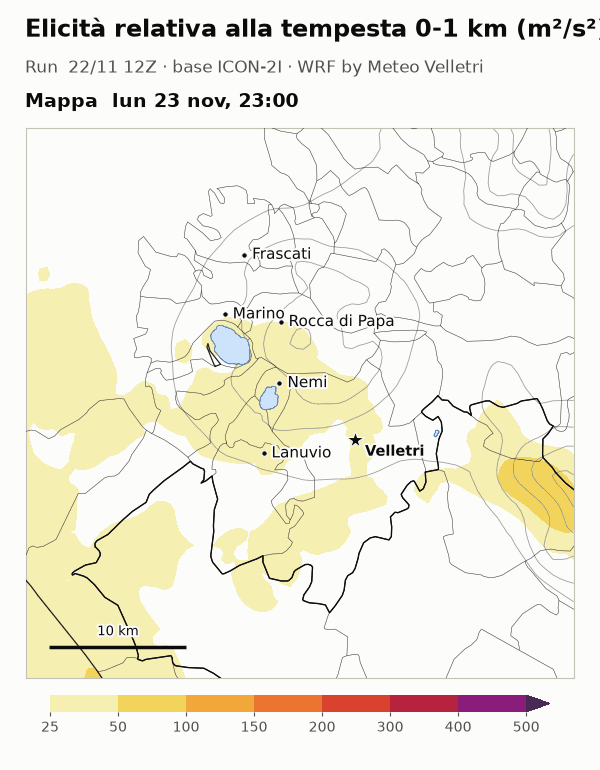 Elicità relativa alla tempesta 0-1 km (m²/s²)
Run  22/11 12Z · base ICON-2I · WRF by Meteo Velletri
Mappa  lun 23 nov, 23:00
Frascati
Marino
Rocca di Papa
Nemi
Velletri
Lanuvio
10 km
25 50 100 150 200 300 400 500